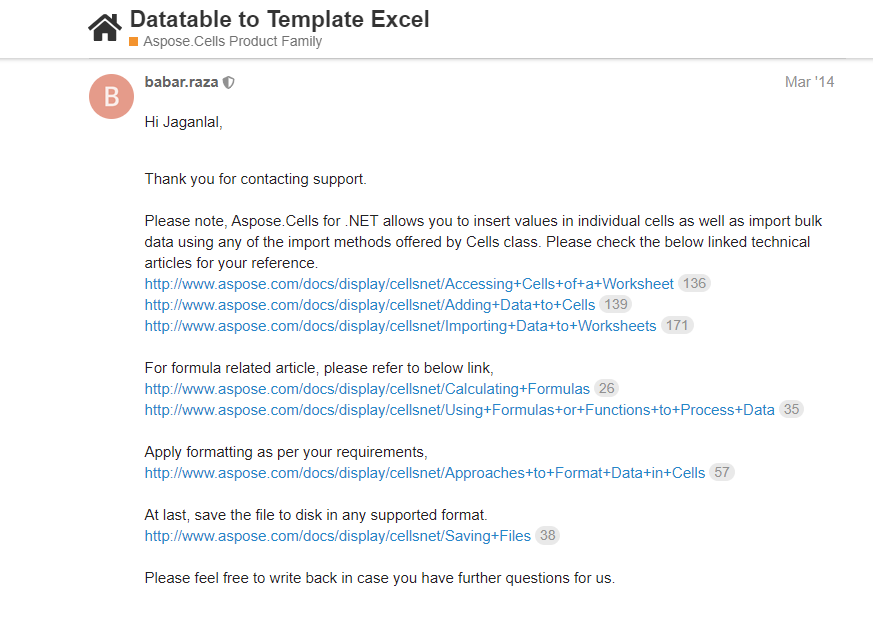 Datatable to Template Excel
Aspose.Cells Product Family
B
babar.raza
Mar '14
Hi Jaganlal,
Thank you for contacting support.
Please note, Aspose.Cells for .NET allows you to insert values in individual cells as well as import bulk
data using any of the import methods offered by Cells class. Please check the below linked technical
articles for your reference.
http://www.aspose.com/docs/display/cellsnet/Accessing+Cells+of+a+Worksheet 136
http://www.aspose.com/docs/display/cellsnet/Adding+Data+to+Cells 139
http://www.aspose.com/docs/display/cellsnet/Importing+Data+to+Worksheets 171
For formula related article, please refer to below link,
http://www.aspose.com/docs/display/cellsnet/Calculating+Formulas 26
http://www.aspose.com/docs/display/cellsnet/Using+Formulas+or+Functions+to+Process+Data 35
Apply formatting as per your requirements,
http://www.aspose.com/docs/display/cellsnet/Approaches+to+Format+Data+in+Cells 57
At last, save the file to disk in any supported format.
http://www.aspose.com/docs/display/cellsnet/Saving+Files 38
Please feel free to write back in case you have further questions for us.